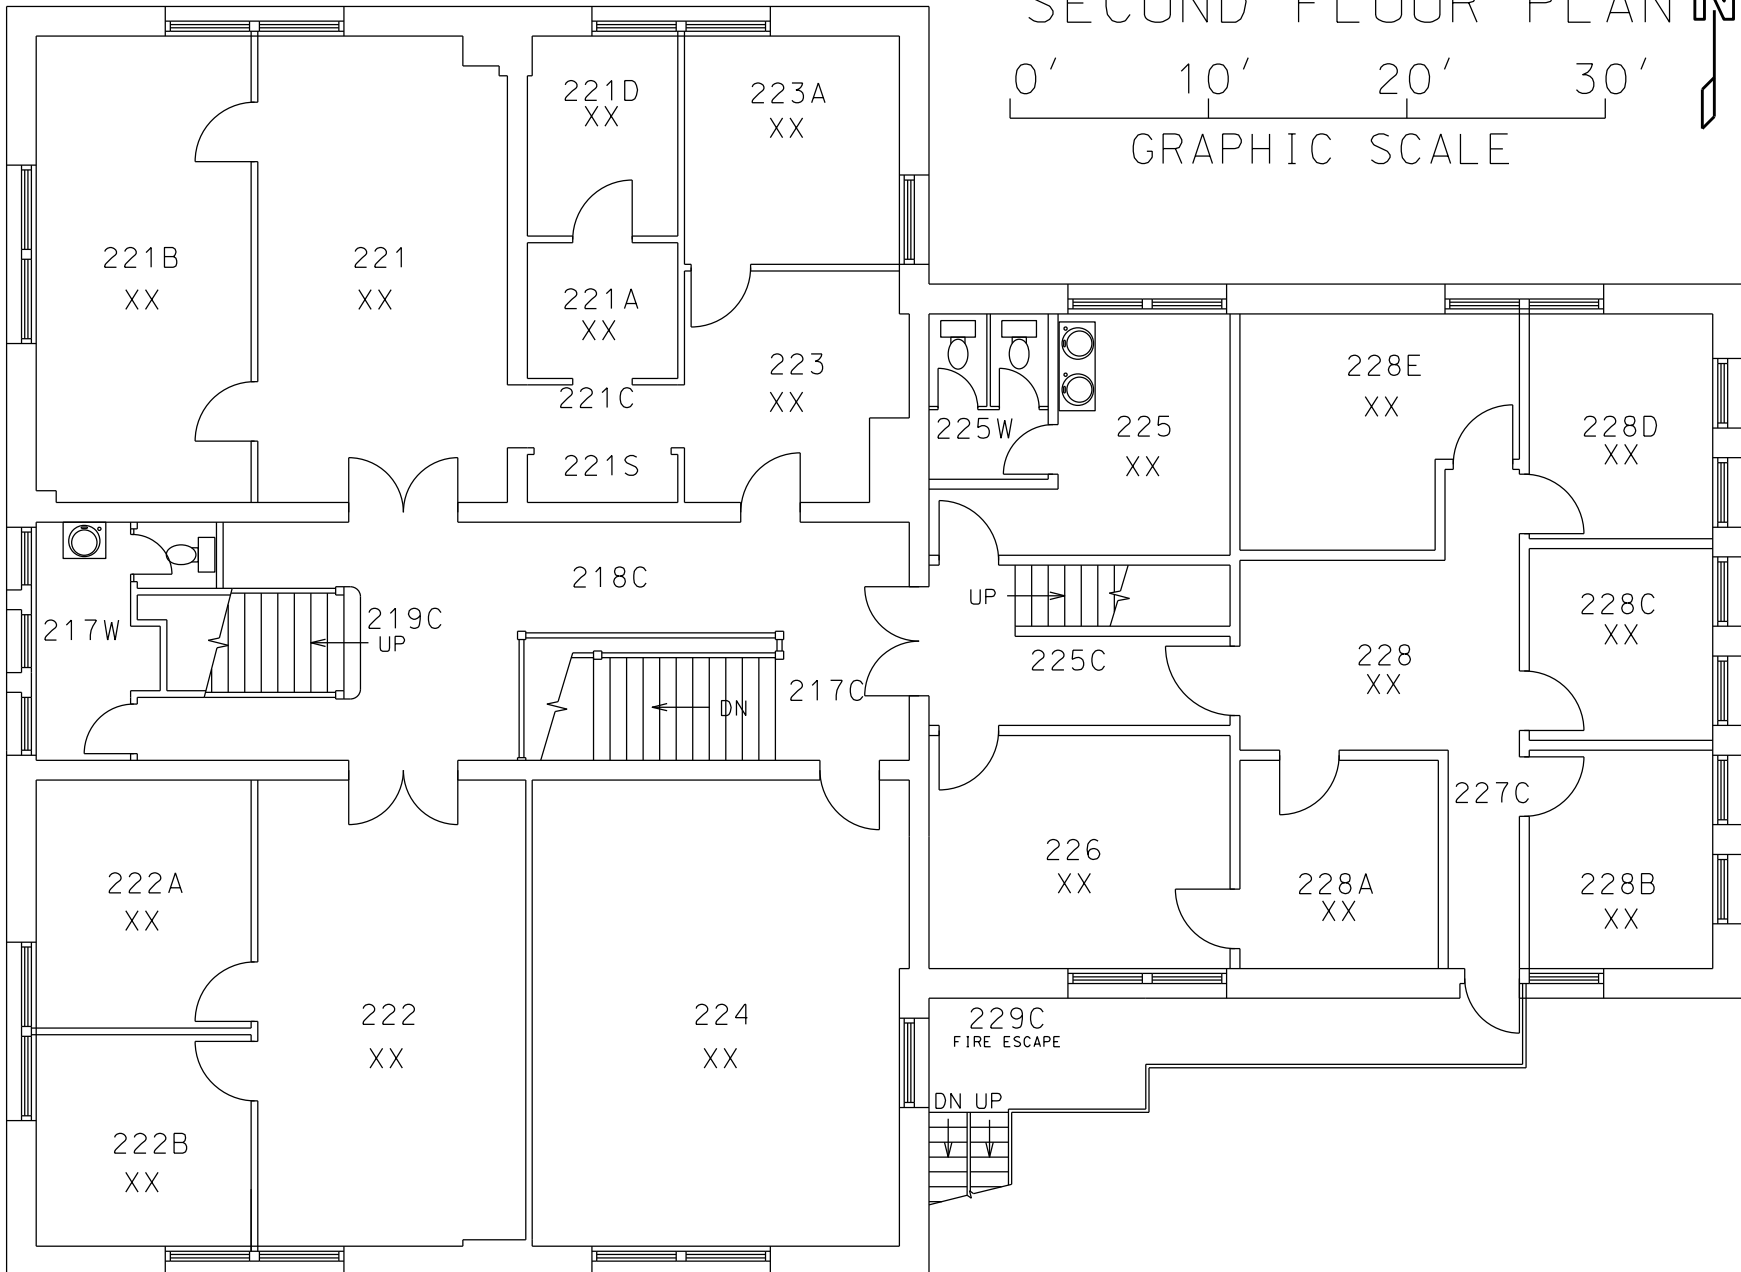 SECOND FLOOR PLAN N
0' 10' 20' 30'
GRAPHIC SCALE
221D
XX
223A
XX
221B
XX
221
XX
221A
XX
223
XX
221C
221S
228E
XX
225W
225
XX
228D
XX
218C
219C
UP
217W
UP
228C
XX
225C
228
XX
217C
DN
227C
226
XX
222A
XX
228A
XX
228B
XX
222
XX
224
XX
229C
FIRE ESCAPE
DN UP
222B
XX